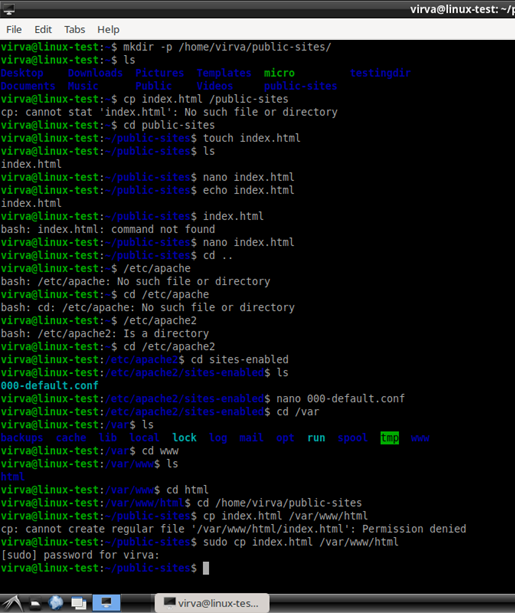 virva@linux-test: ~/p
File Edit Tabs Help
virva@linux-test:~$ mkdir -p /home/virva/public-sites/
virva@linux-test:~$ ls
Desktop Downloads Pictures Templates micro testingdir
Documents Music Public Videos public-sites
virva@linux-test:~$ cp index.html /public-sites
cp: cannot stat 'index.html': No such file or directory
virva@linux-test:~$ cd public-sites
virva@linux-test:~/public-sites$ touch index.html
virva@linux-test:~/public-sites$ ls
index.html
virva@linux-test:~/public-sites$ nano index.html
virva@linux-test:~/public-sites$ echo index.html
index.html
virva@linux-test:~/public-sites$ index.html
bash: index.html: command not found
virva@linux-test:~/public-sites$ nano index.html
virva@linux-test:~/public-sites$ cd ..
virva@linux-test:~$ /etc/apache
bash: /etc/apache: No such file or directory
virva@linux-test:~$ cd /etc/apache
bash: cd: /etc/apache: No such file or directory
virva@linux-test:~$ /etc/apache2
bash: /etc/apache2: Is a directory
virva@linux-test:~$ cd /etc/apache2
virva@linux-test:/etc/apache2$ cd sites-enabled
virva@linux-test:/etc/apache2/sites-enabled$ ls
000-default.conf
virva@linux-test:/etc/apache2/sites-enabled$ nano 000-default.conf
virva@linux-test:/etc/apache2/sites-enabled$ cd /var
virva@linux-test:/var$ ls
backups cache lib local lock log mail opt run spool tmp www
virva@linux-test:/var$ cd www
virva@linux-test:/var/www$ ls
html
virva@linux-test:/var/www$ cd html
virva@linux-test:/var/www/html$ cd /home/virva/public-sites
virva@linux-test:~/public-sites$ cp index.html /var/www/html
cp: cannot create regular file '/var/www/html/index.html': Permission denied
virva@linux-test:~/public-sites$ sudo cp index.html /var/www/html
[sudo] password for virva:
virva@linux-test:~/public-sites$
virva@linux-tes...